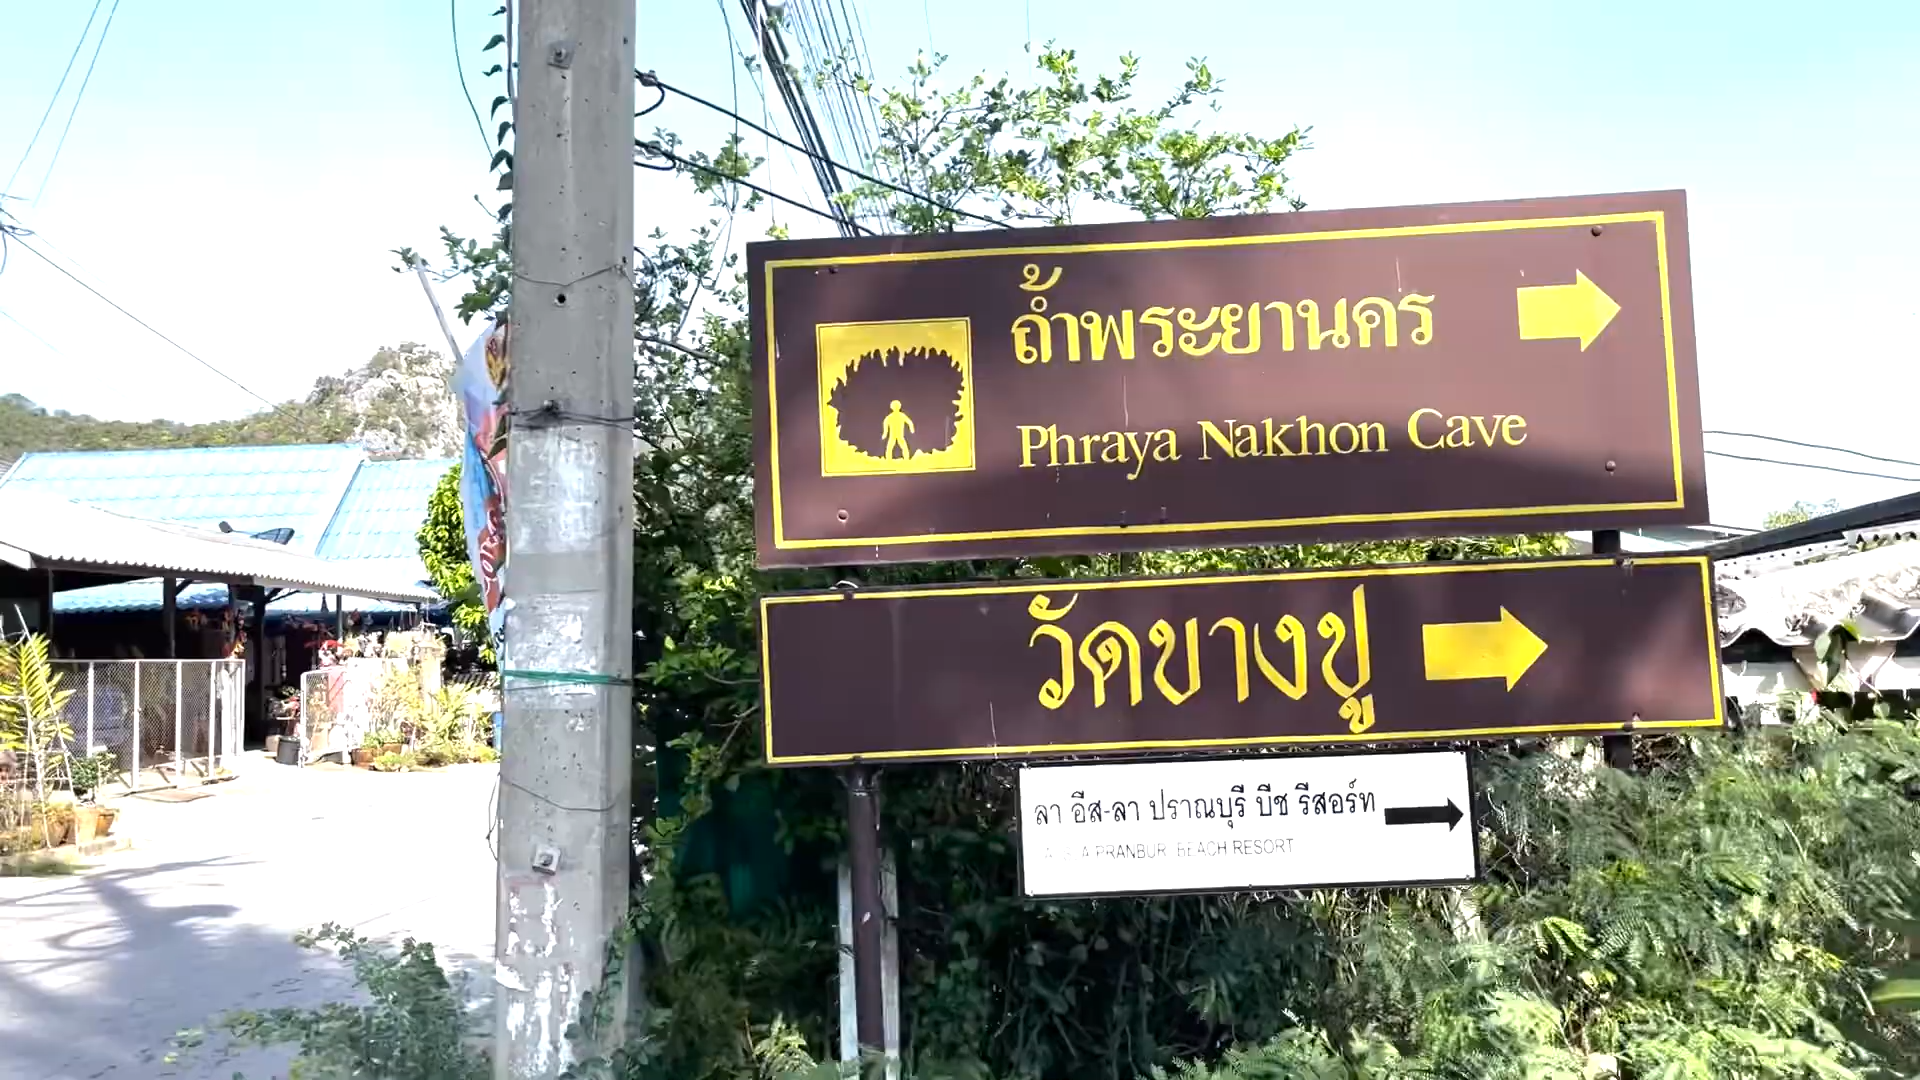 ถ้ำพระยานคร
Phraya Nakhon Cave
วัดบางปู
ลา อีส-ลา ปราณบุรี บีช รีสอร์ท
PRANBURI BEACH RESORT